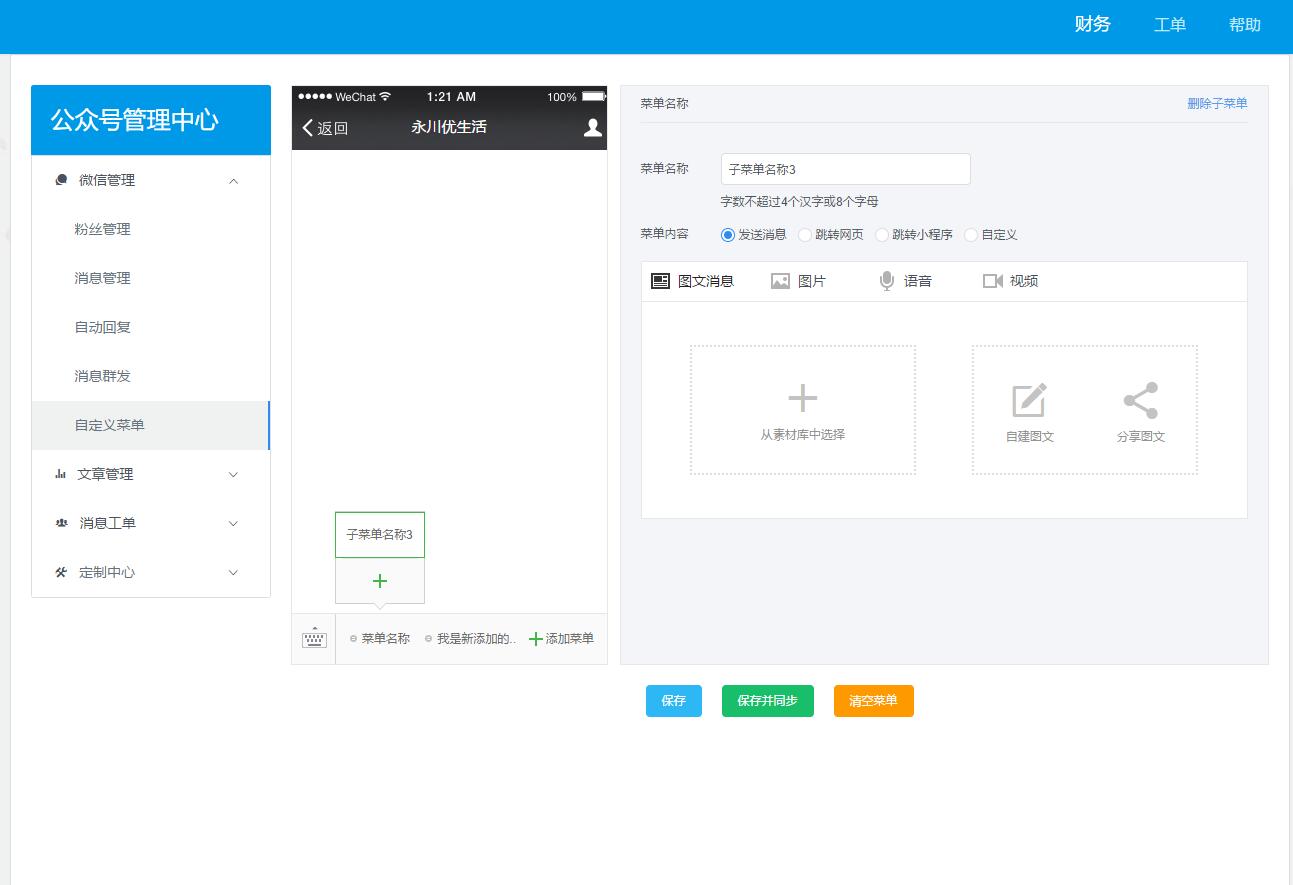 财务 工单 帮助
公众号管理中心
微信管理
粉丝管理
消息管理
自动回复
消息群发
自定义菜单
文章管理
消息工单
定制中心
WeChat 1:21 AM 100%
返回 永川优生活
子菜单名称3
菜单名称 我是新添加的.. 添加菜单
菜单名称 删除子菜单
菜单名称 子菜单名称3
字数不超过4个汉字或8个字母
菜单内容 发送消息 跳转网页 跳转小程序 自定义
图文消息 图片 语音 视频
从素材库中选择 自建图文 分享图文
保存 保存并同步 清空菜单